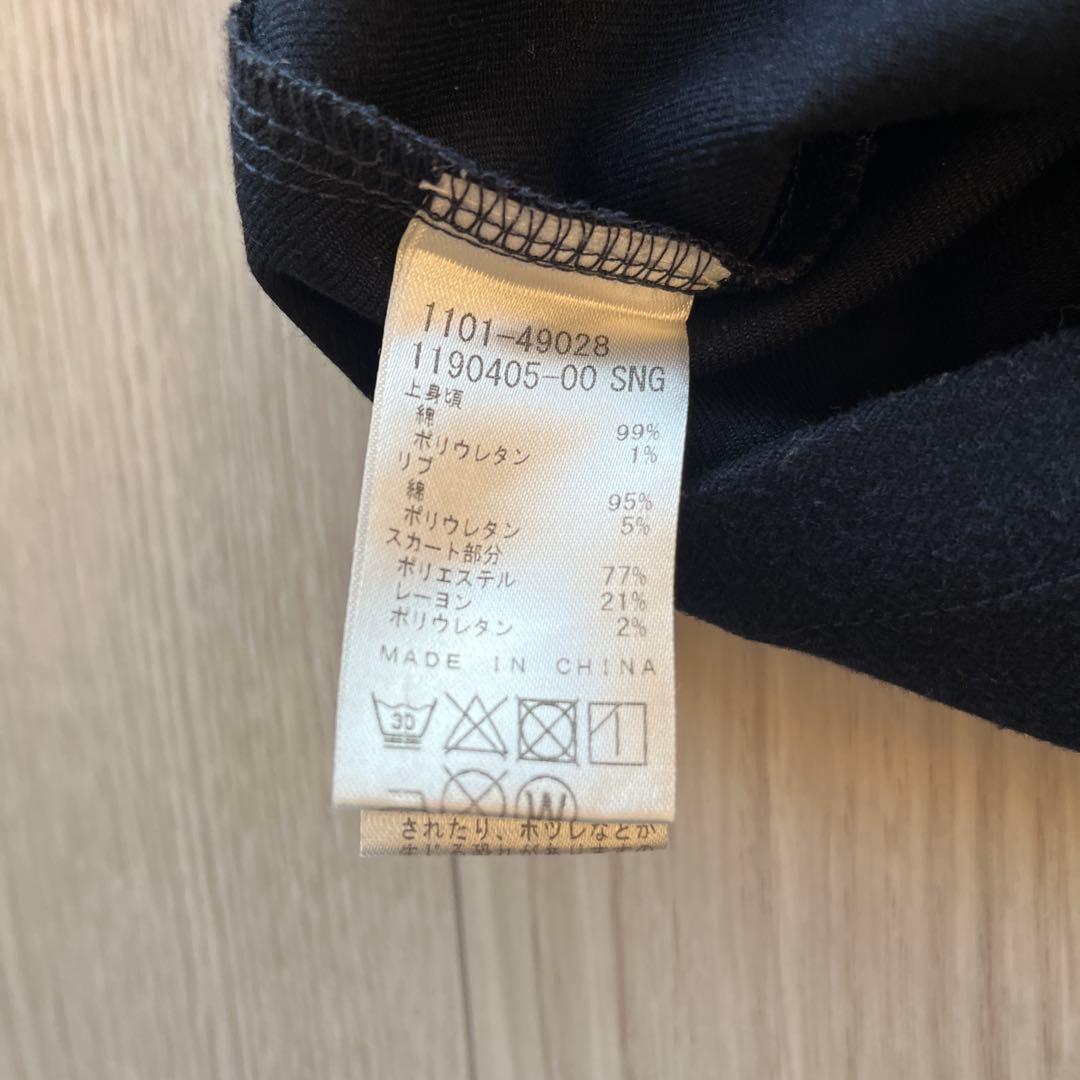 1101-49028
1190405-00 SNG
上身頃
綿 99%
ポリウレタン 1%
リブ
綿 95%
ポリウレタン 5%
スカート部分
ポリエステル 77%
レーヨン 21%
ポリウレタン 2%
MADE IN CHINA
30
W
されたり、ホツレなどが